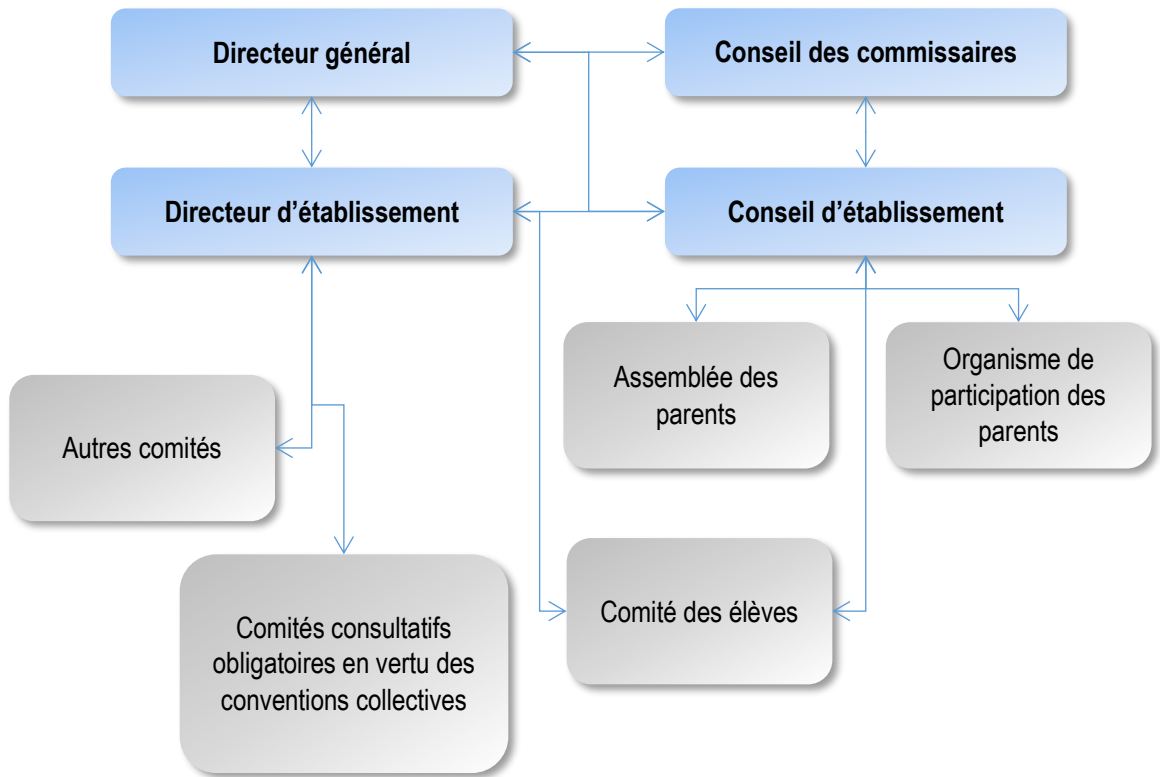 Directeur général
Conseil des commissaires
Directeur d’établissement
Conseil d’établissement
Assemblée des
parents
Organisme de
participation des
parents
Autres comités
Comités consultatifs
obligatoires en vertu des
conventions collectives
Comité des élèves